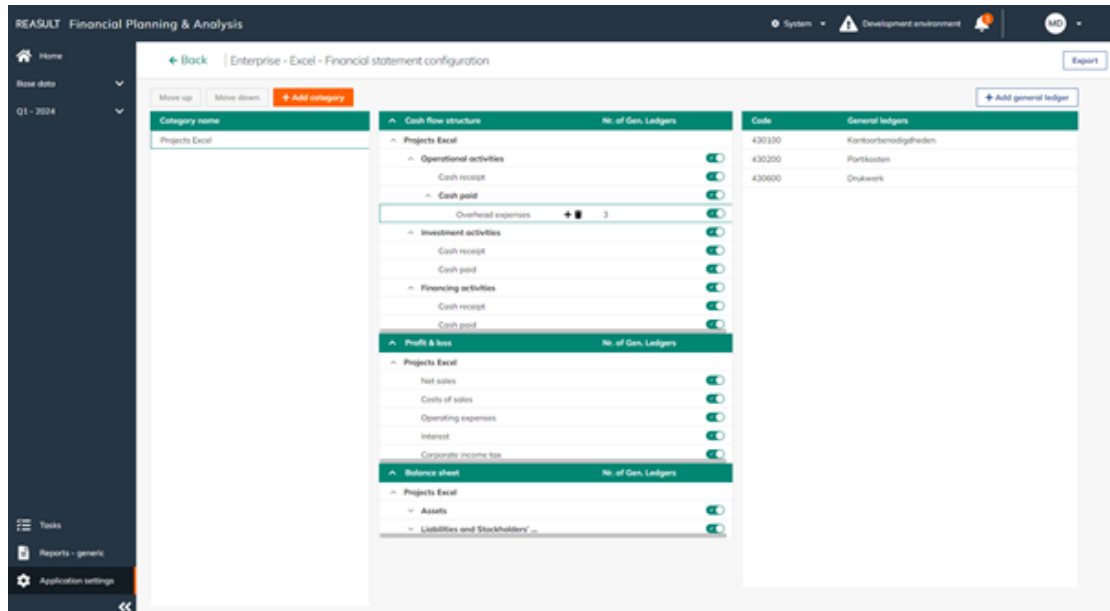 REASULT Financial Planning & Analysis
System
Development environment
MD
Home
Base data
Q1 - 2024
Back
Enterprise - Excel - Financial statement configuration
Export
Move up
Move down
+ Add category
+ Add general ledger
Category name
Projects Excel
Cash flow structure Nr. of Gen. Ledgers
Projects Excel
Operational activities
Cash receipt
Cash paid
Overhead expenses 3
Investment activities
Cash receipt
Cash paid
Financing activities
Cash receipt
Cash paid
Profit & loss Nr. of Gen. Ledgers
Projects Excel
Net sales
Costs of sales
Operating expenses
Interest
Corporate income tax
Balance sheet Nr. of Gen. Ledgers
Projects Excel
Assets
Liabilities and Stockholders' ...
Code General ledgers
430100 Kantoorbenodigdheden
430200 Portikosten
430600 Drukwerk
Tasks
Reports - generic
Application settings